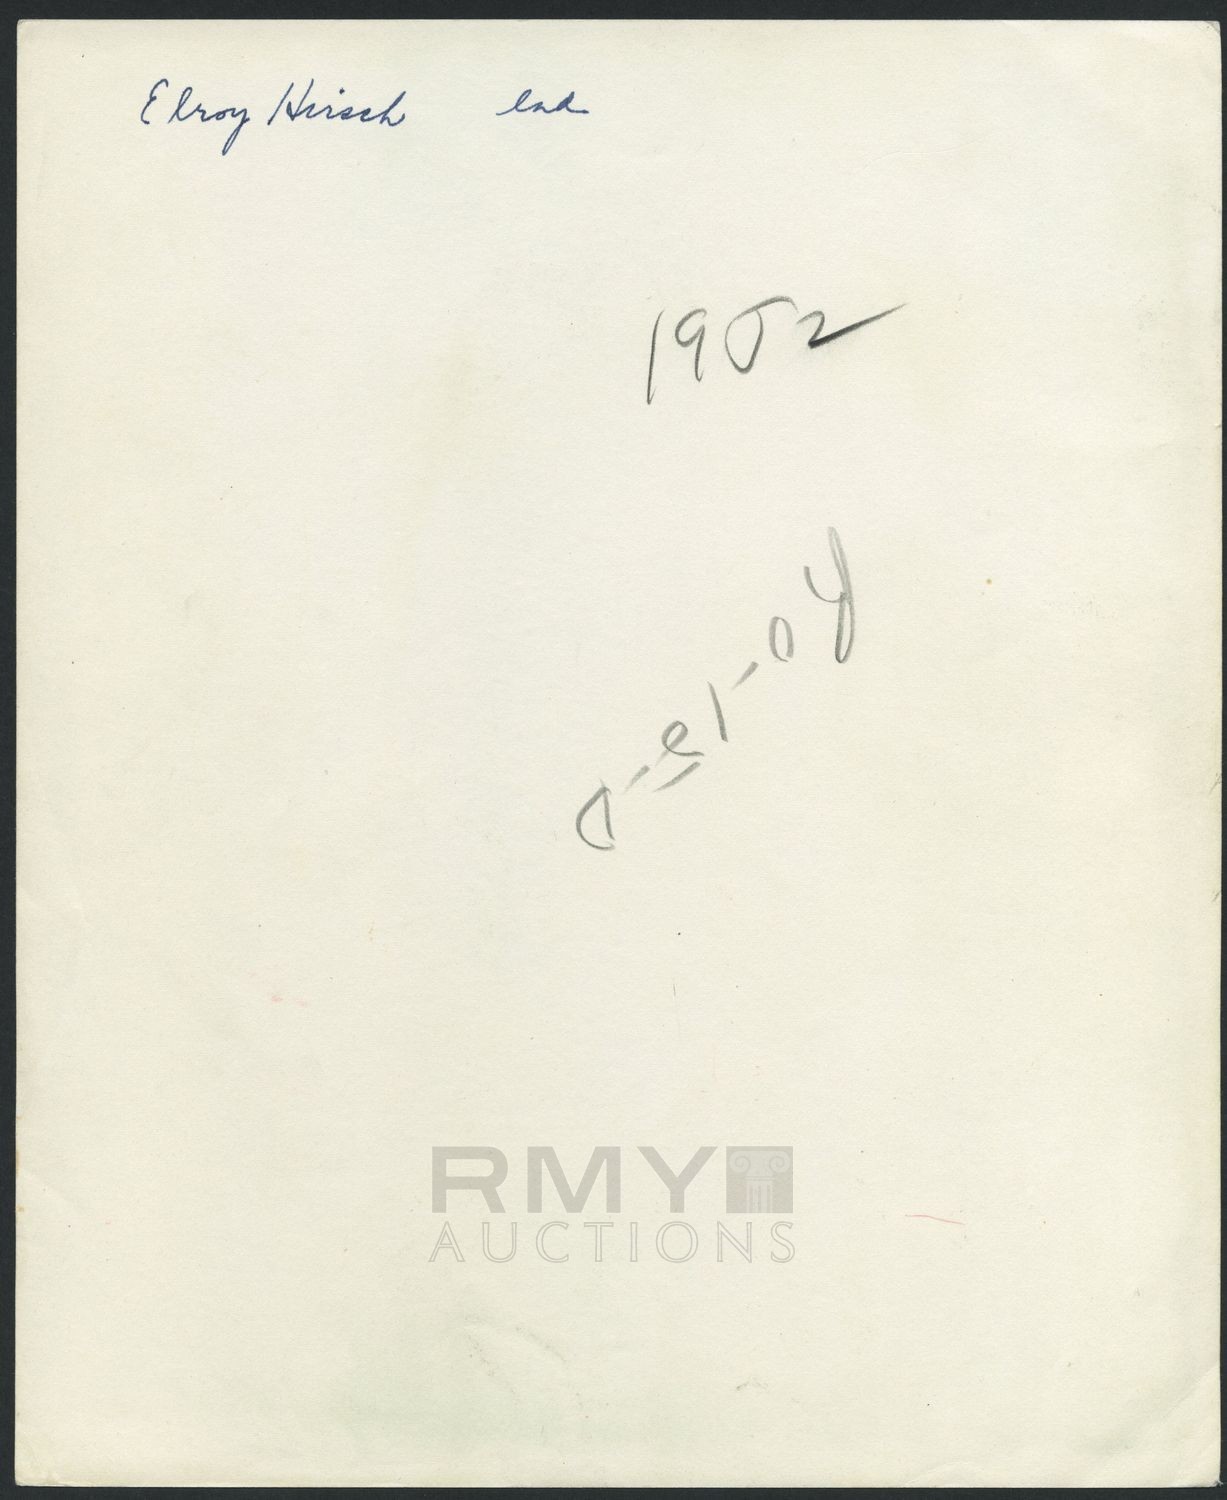 Elroy Hirsch end
1952
RMY
AUCTIONS